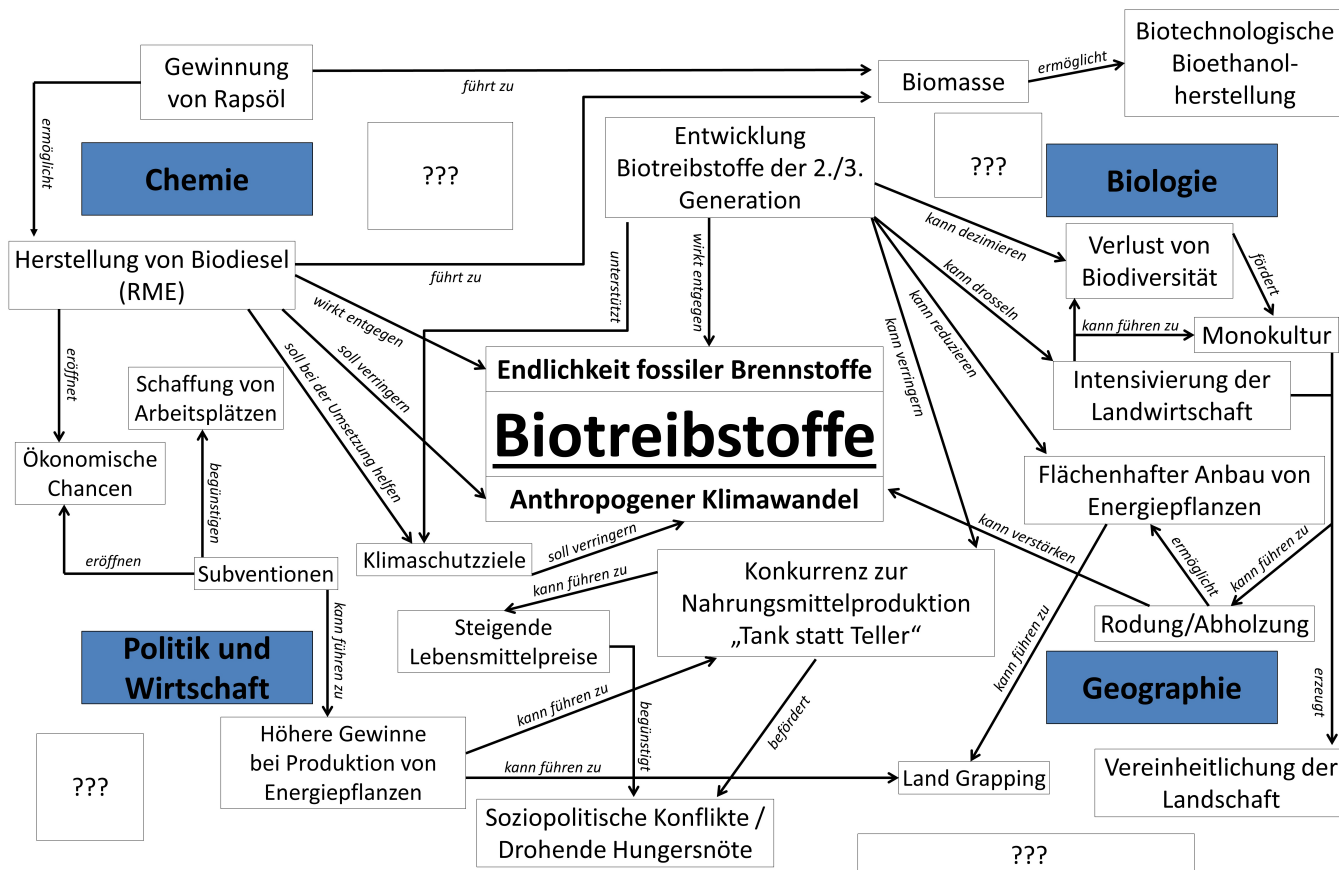 Gewinnung
von Rapsöl
führt zu
Biomasse
ermöglicht
Biotechnologische
Bioethanol-
herstellung
ermöglicht
Chemie
???
Entwicklung
Biotreibstoffe der 2./3.
Generation
???
Biologie
kann dezimieren
Verlust von
Biodiversität
fördert
Herstellung von Biodiesel
(RME)
führt zu
unterstützt
wirkt entgegen
kann drosseln
kann reduzieren
kann verringern
kann führen zu
Monokultur
wirkt entgegen
soll verringern
soll bei der Umsetzung helfen
eröffnet
Schaffung von
Arbeitsplätzen
Endlichkeit fossiler Brennstoffe
Biotreibstoffe
Anthropogener Klimawandel
Intensivierung der
Landwirtschaft
Ökonomische
Chancen
begünstigen
Flächenhafter Anbau von
Energiepflanzen
kann verstärken
ermöglicht
kann führen zu
eröffnen
Subventionen
Klimaschutzziele
soll verringern
kann führen zu
Konkurrenz zur
Nahrungsmittelproduktion
„Tank statt Teller“
Steigende
Lebensmittelpreise
kann führen zu
Rodung/Abholzung
Politik und
Wirtschaft
kann führen zu
Geographie
erzeugt
kann führen zu
begünstigt
befördert
Höhere Gewinne
bei Produktion von
Energiepflanzen
kann führen zu
Land Grapping
Vereinheitlichung der
Landschaft
???
Soziopolitische Konflikte /
Drohende Hungersnöte
???